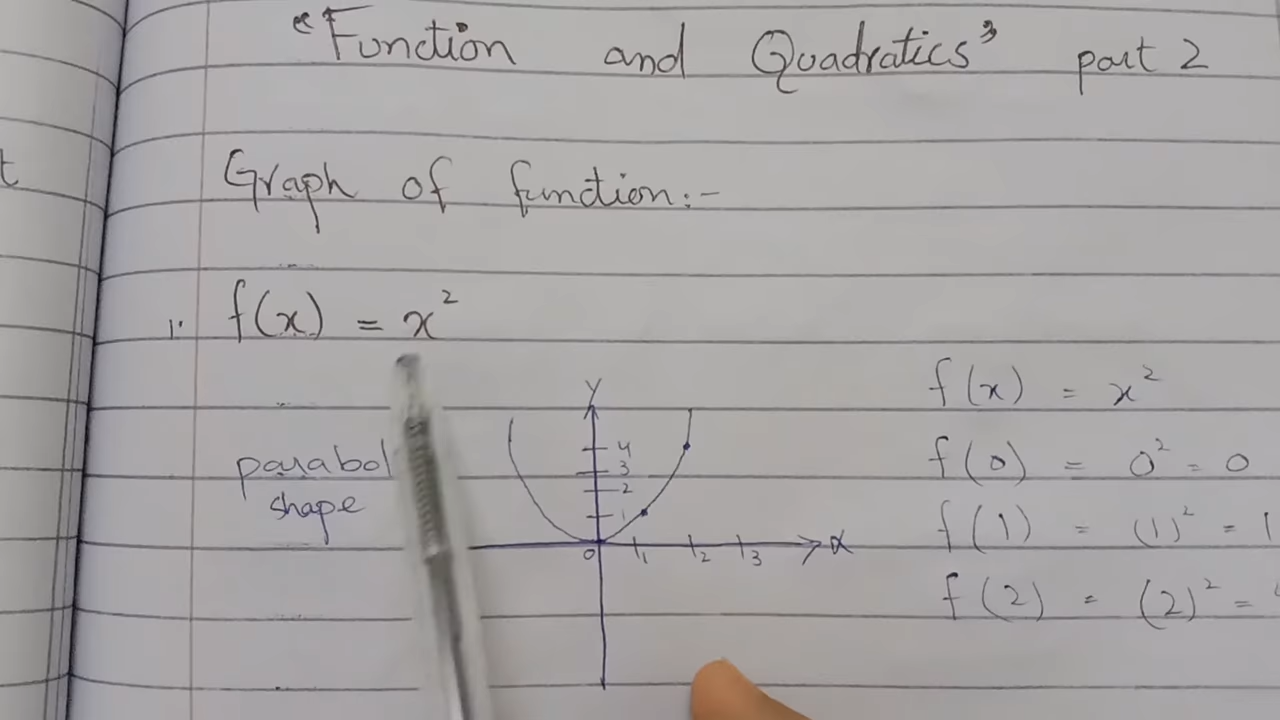 "Function and Quadratics" part 2
Graph of function:-
1. f(x) = x²
f(x) = x²
parabol
shape
f(0) = 0² = 0
f(1) = (1)² = 1
f(2) = (2)² =
y
4
3
2
1
0 1 2 3 x
t